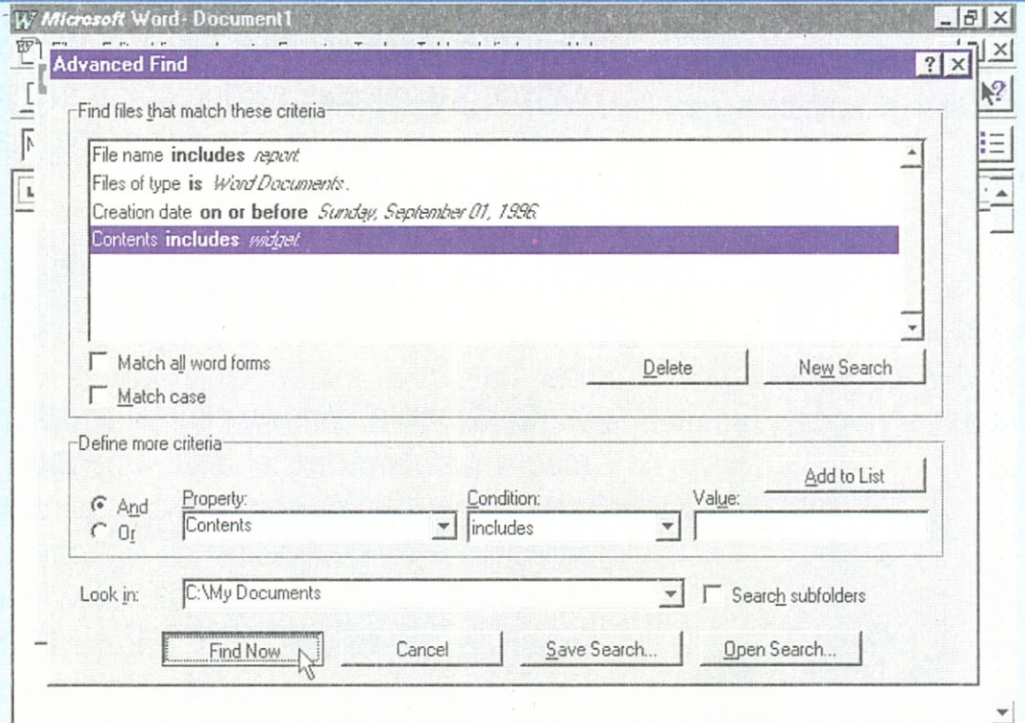 Microsoft Word - Document1
Advanced Find
Find files that match these criteria
File name includes report.
Files of type is Word Documents.
Creation date on or before Sunday, September 01, 1996.
Contents includes widget.
Match all word forms
Delete
New Search
Match case
Define more criteria
Add to List
And
Or
Property:
Condition:
Value:
Contents
includes
Look in:
C:\My Documents
Search subfolders
Find Now
Cancel
Save Search...
Open Search...